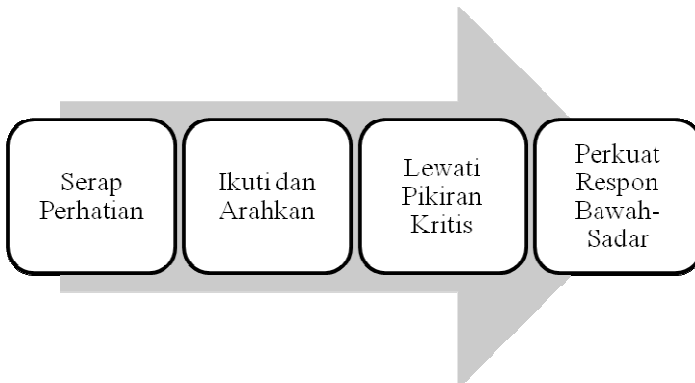 Serap
Perhatian
Ikuti dan
Arahkan
Lewati
Pikiran
Kritis
Perkuat
Respon
Bawah-
Sadar